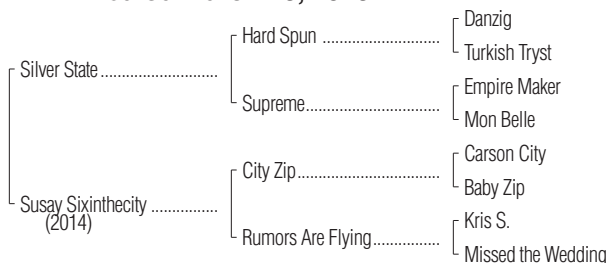 Danzig
Hard Spun
Turkish Tryst
Silver State
Empire Maker
Supreme
Mon Belle
Carson City
City Zip
Baby Zip
Susay Sixinthecity
(2014)
Kris S.
Rumors Are Flying
Missed the Wedding